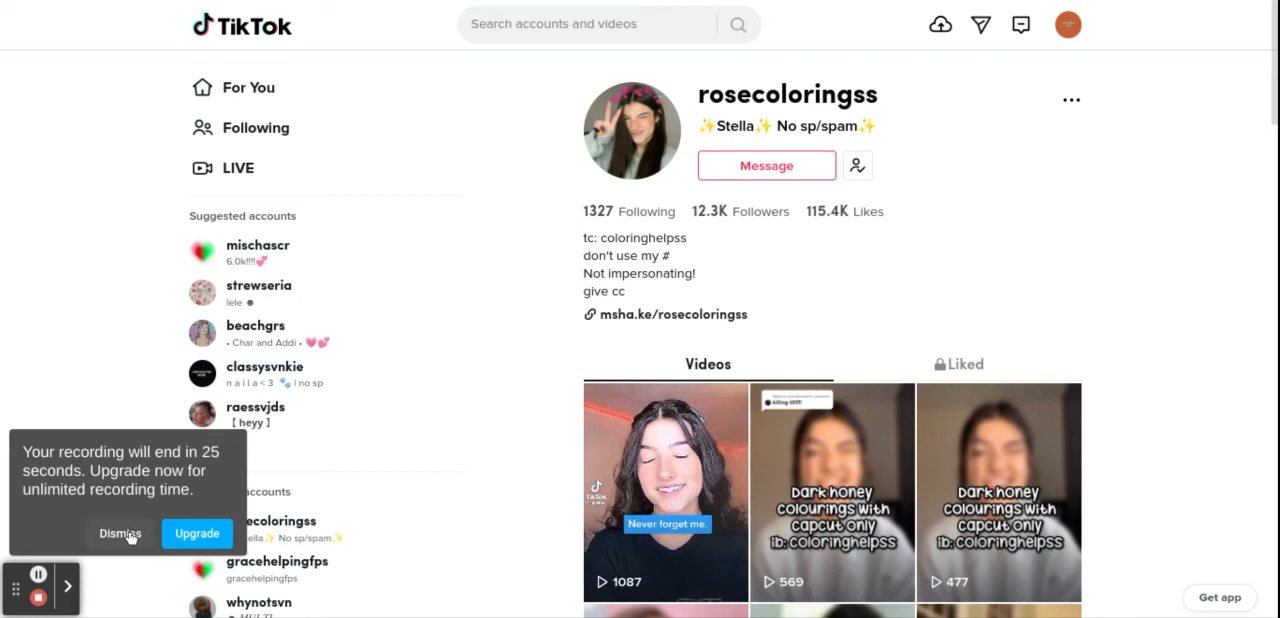 TikTok
Search accounts and videos
For You
Following
LIVE
Suggested accounts
mischascr
6.0k!!!!💕
strewseria
lele ☻
beachgrs
• Char and Addi • 💗💕
classysvnkie
n a i l a < 3 🐾 l no sp
raessvjds
【 heyy 】
Your recording will end in 25
seconds. Upgrade now for
unlimited recording time.
Dismiss
Upgrade
accounts
ecoloringss
tella✨ No sp/spam✨
gracehelpingfps
gracehelpingfps
whynotsvn
rosecoloringss
✨Stella✨ No sp/spam✨
Message
1327 Following 12.3K Followers 115.4K Likes
tc: coloringhelpss
don't use my #
Not impersonating!
give cc
msha.ke/rosecoloringss
Videos
Liked
TikTok
Never forget me.
1087
killing it!!!!!
Dark honey
colourings with
capcut only
ib: coloringhelpss
569
Dark honey
colourings with
capcut only
ib: coloringhelpss
477
Get app